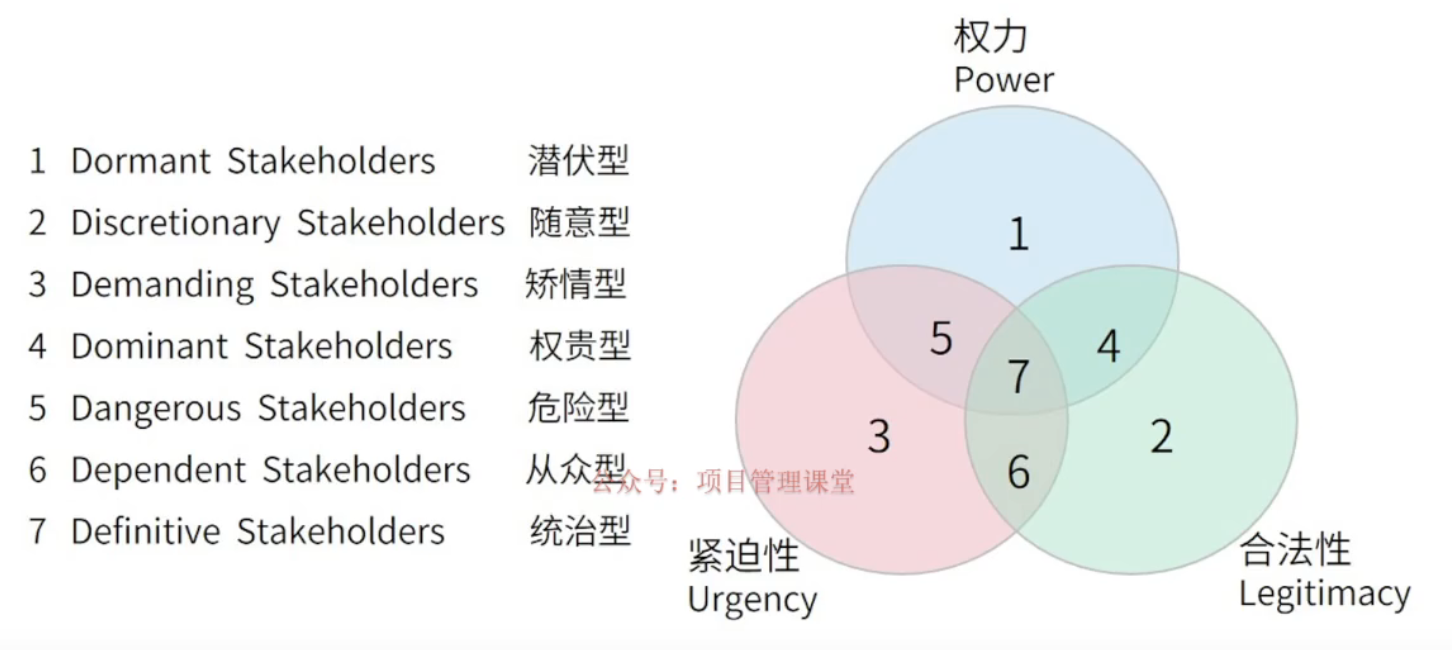 权力
Power
1 Dormant Stakeholders 潜伏型
2 Discretionary Stakeholders 随意型
3 Demanding Stakeholders 矫情型
4 Dominant Stakeholders 权贵型
5 Dangerous Stakeholders 危险型
6 Dependent Stakeholders 从众型
7 Definitive Stakeholders 统治型
1
5
4
7
3
2
6
公众号：项目管理课堂
紧迫性
Urgency
合法性
Legitimacy